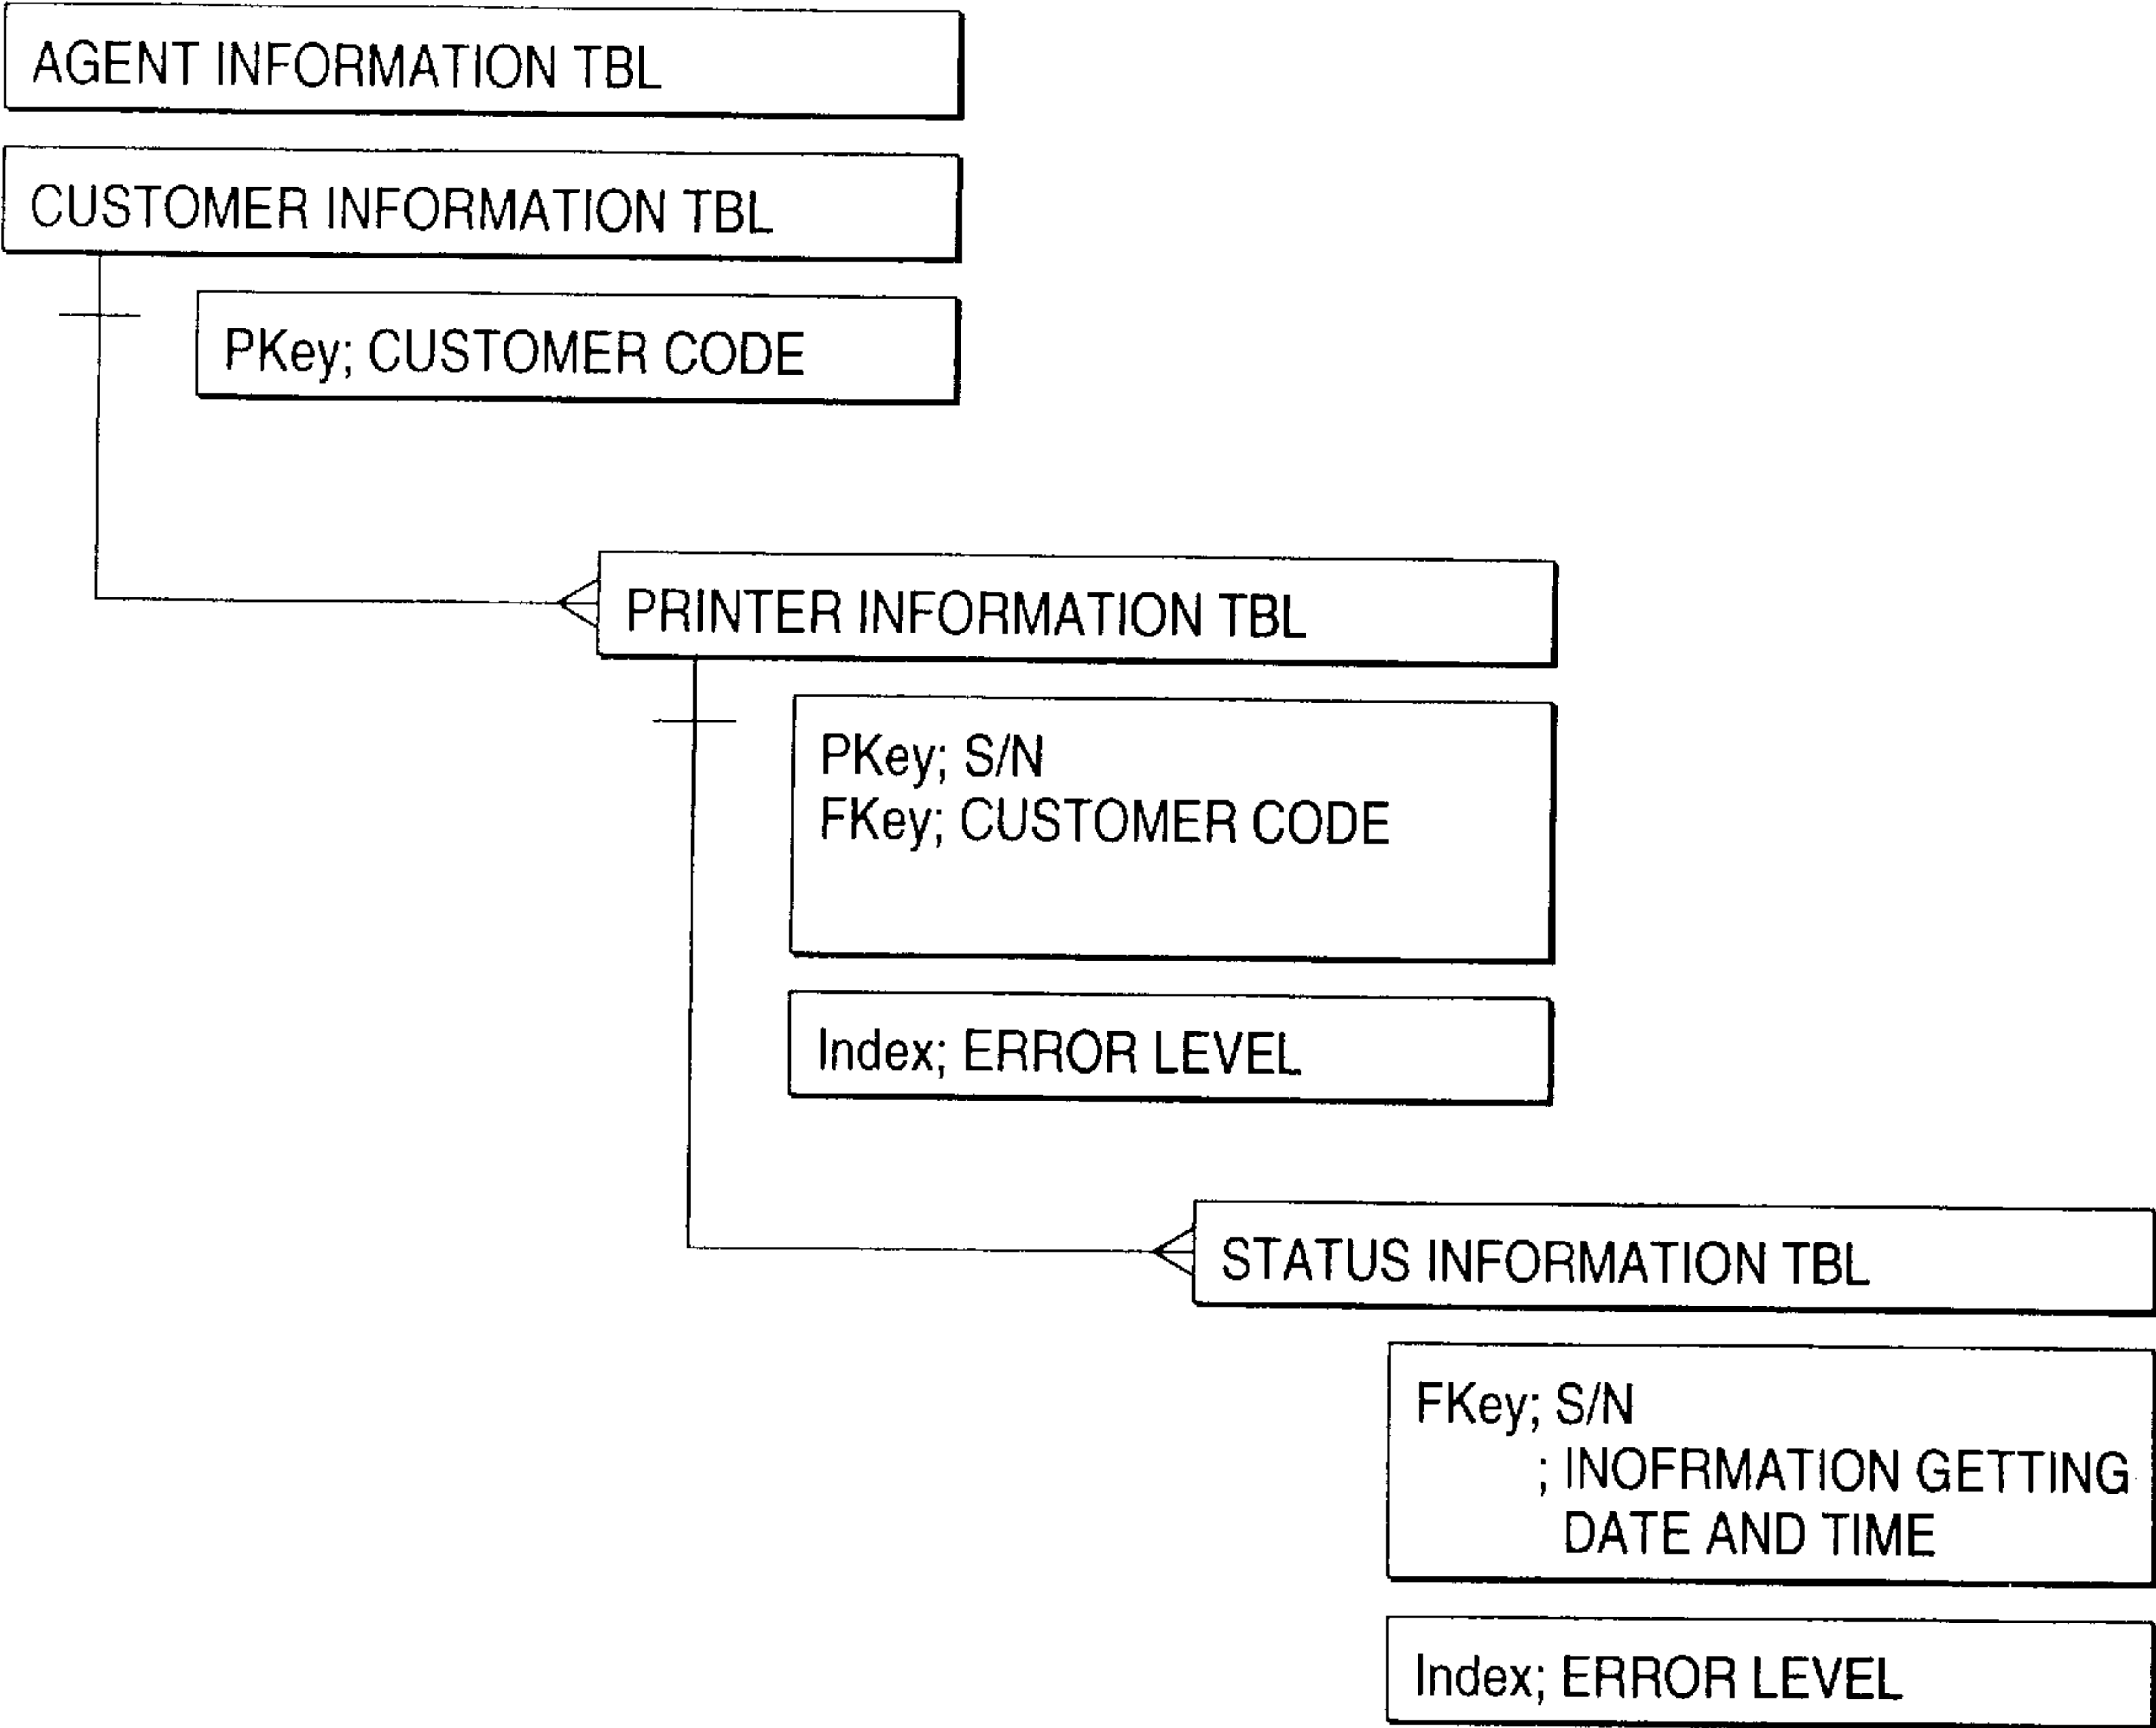 AGENT INFORMATION TBL
CUSTOMER INFORMATION TBL
PKey; CUSTOMER CODE
PRINTER INFORMATION TBL
PKey; S/N
FKey; CUSTOMER CODE
Index; ERROR LEVEL
STATUS INFORMATION TBL
FKey; S/N
; INOFRMATION GETTING
DATE AND TIME
Index; ERROR LEVEL